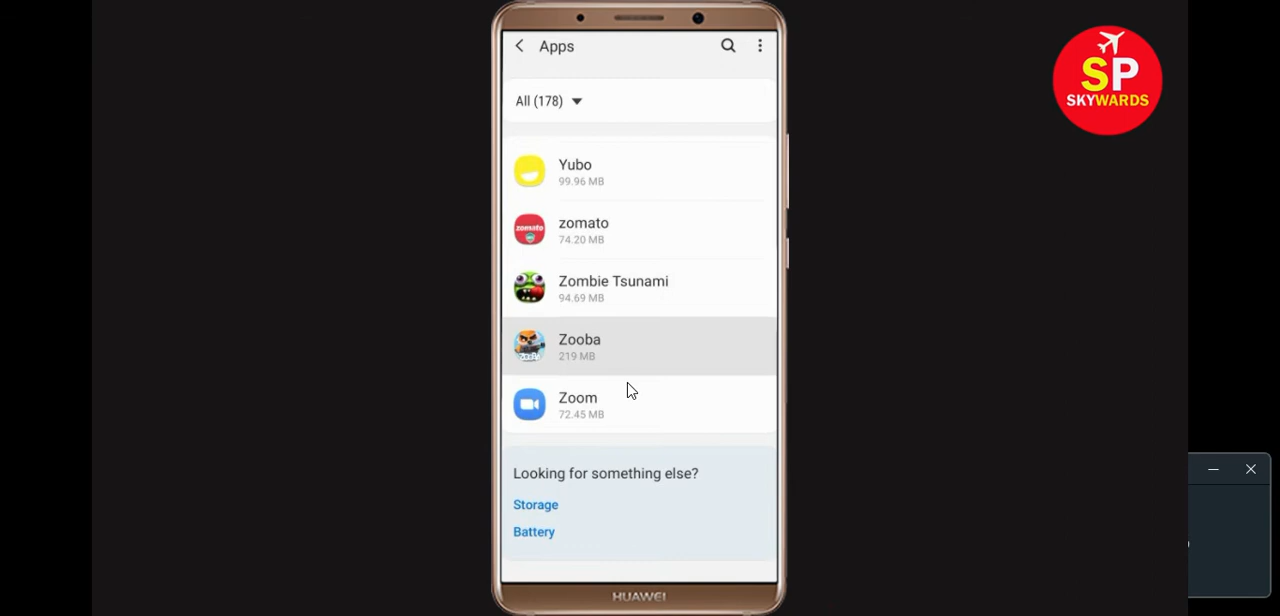 Apps
SP
SKYWARDS
All (178)
Yubo
99.96 MB
zomato
zomato
74.20 MB
Zombie Tsunami
94.69 MB
Zooba
219 MB
Zoom
72.45 MB
Looking for something else?
Storage
Battery
HUAWEI